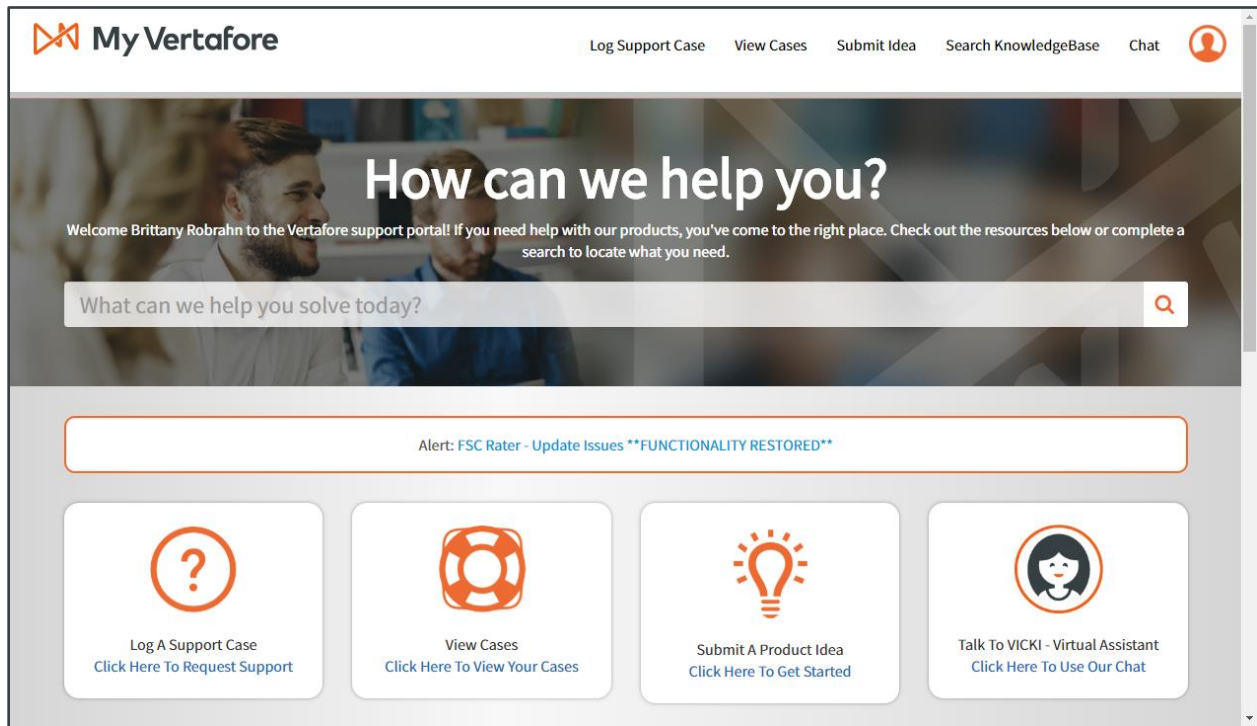 My Vertafore
Log Support Case View Cases Submit Idea Search KnowledgeBase Chat
How can we help you?
Welcome Brittany Robrahn to the Vertafore support portal! If you need help with our products, you've come to the right place. Check out the resources below or complete a
search to locate what you need.
What can we help you solve today?
Alert: FSC Rater - Update Issues **FUNCTIONALITY RESTORED**
?
Log A Support Case
Click Here To Request Support
View Cases
Click Here To View Your Cases
Submit A Product Idea
Click Here To Get Started
Talk To VICKI - Virtual Assistant
Click Here To Use Our Chat